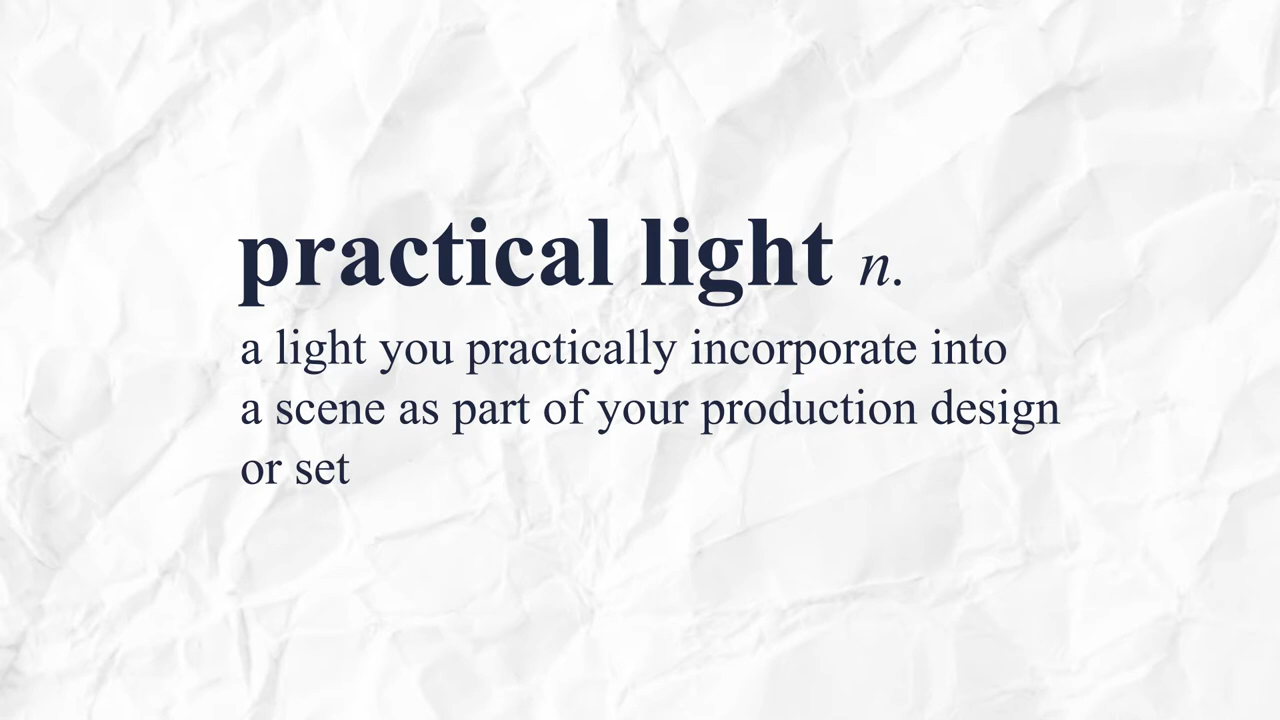 practical light n.
a light you practically incorporate into
a scene as part of your production design
or set